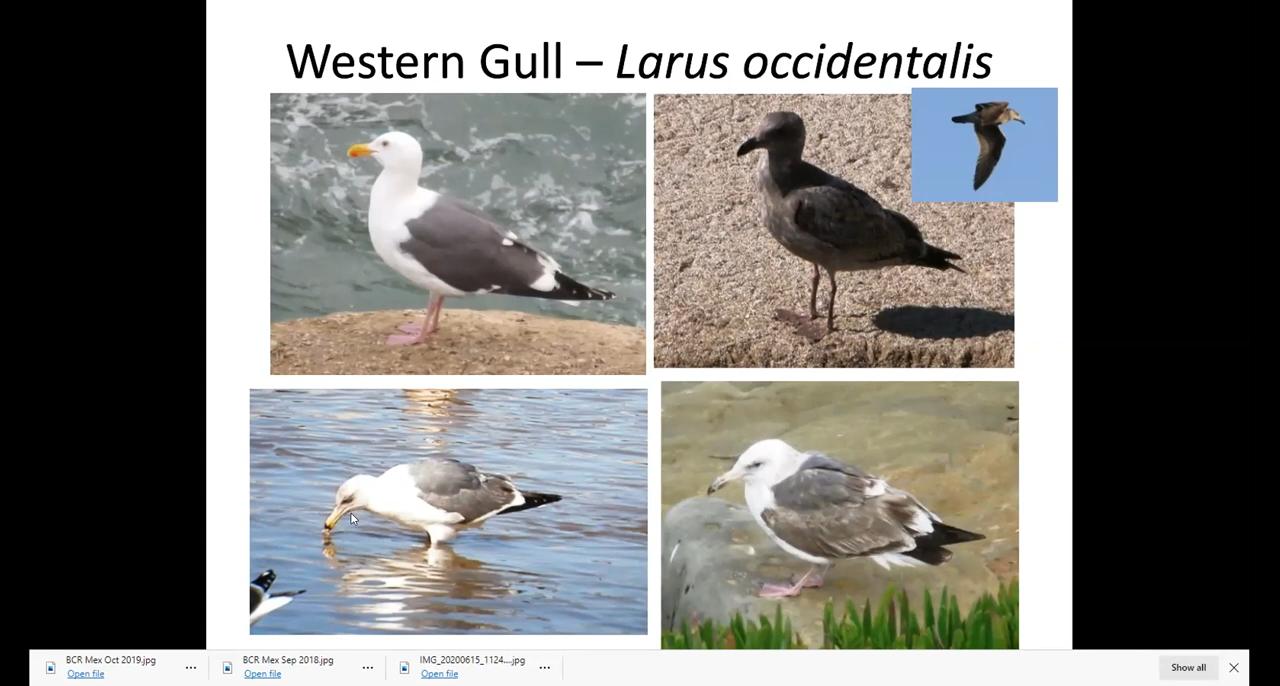 Western Gull – Larus occidentalis
BCR Mex Oct 2019.jpg
Open file
BCR Mex Sep 2018.jpg
Open file
IMG_20200615_1124....jpg
Open file
Show all